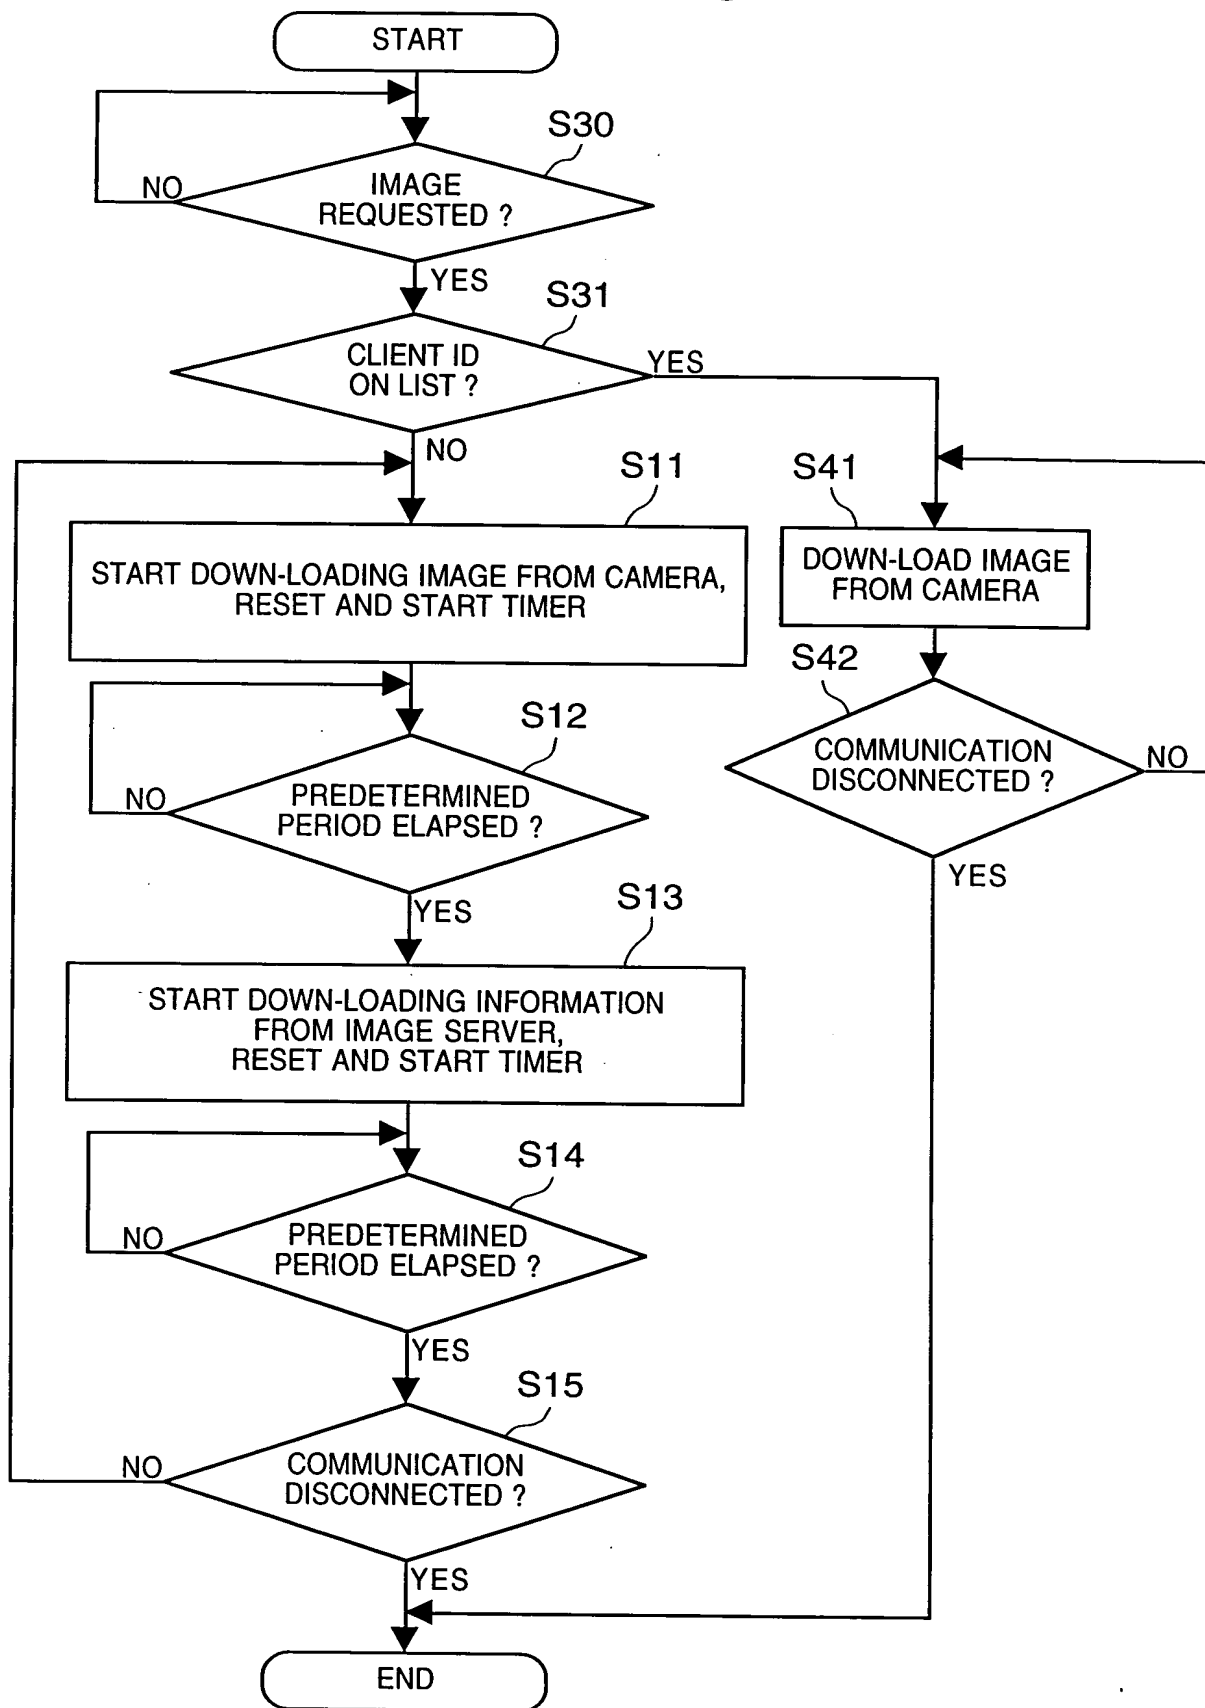 START
S30
NO
IMAGE
REQUESTED ?
YES
S31
CLIENT ID
ON LIST ?
YES
NO
S11
START DOWN-LOADING IMAGE FROM CAMERA,
RESET AND START TIMER
S41
DOWN-LOAD IMAGE
FROM CAMERA
S42
COMMUNICATION
DISCONNECTED ?
NO
YES
S12
NO
PREDETERMINED
PERIOD ELAPSED ?
YES
S13
START DOWN-LOADING INFORMATION
FROM IMAGE SERVER,
RESET AND START TIMER
S14
NO
PREDETERMINED
PERIOD ELAPSED ?
YES
S15
NO
COMMUNICATION
DISCONNECTED ?
YES
END